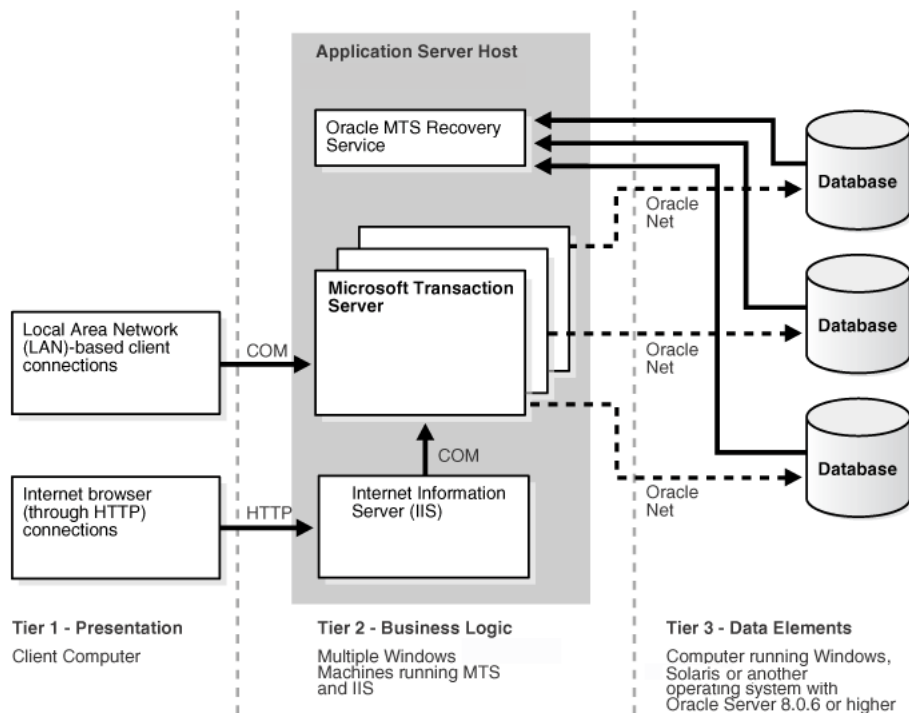 Application Server Host
Oracle MTS Recovery
Service
Database
Oracle
Net
Microsoft Transaction
Server
Local Area Network
(LAN)-based client
connections
COM
Database
Oracle
Net
COM
Internet browser
(through HTTP)
connections
HTTP
Internet Information
Server (IIS)
Database
Oracle
Net
Tier 1 - Presentation
Client Computer
Tier 2 - Business Logic
Multiple Windows
Machines running MTS
and IIS
Tier 3 - Data Elements
Computer running Windows,
Solaris or another
operating system with
Oracle Server 8.0.6 or higher